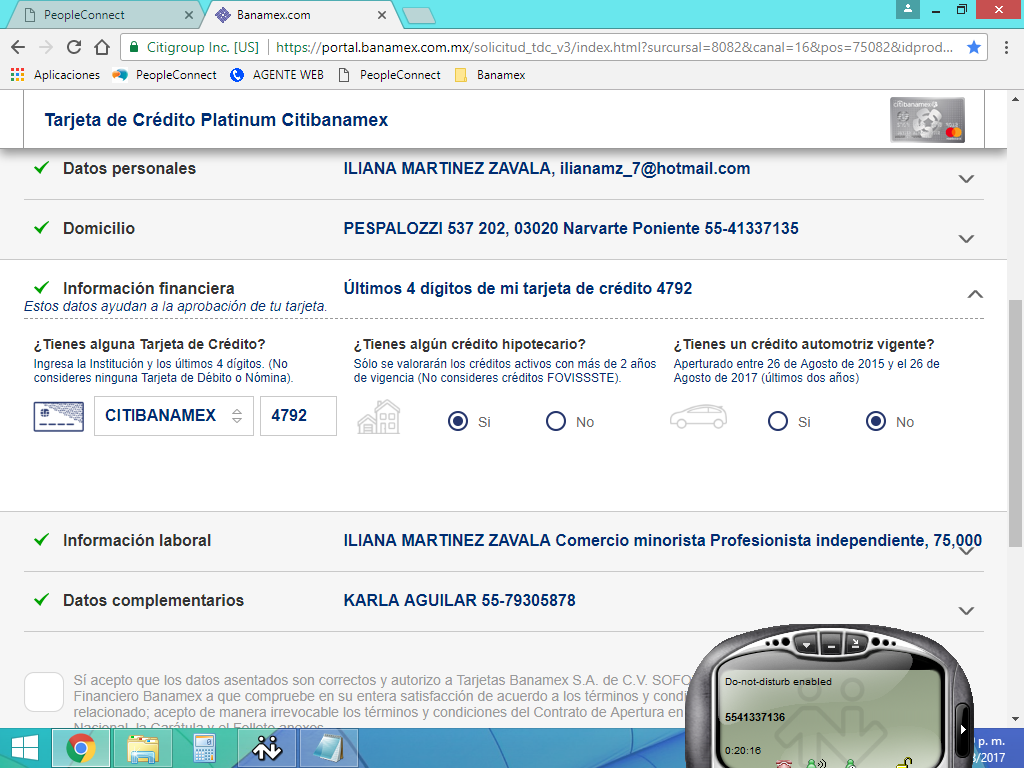 PeopleConnect
Banamex.com
Citigroup Inc. [US]
https://portal.banamex.com.mx/solicitud_tdc_v3/index.html?surcursal=8082&canal=16&pos=75082&idprod...
Aplicaciones PeopleConnect AGENTE WEB PeopleConnect Banamex
Tarjeta de Crédito Platinum Citibanamex
citibanamex
Datos personales ILIANA MARTINEZ ZAVALA, ilianamz_7@hotmail.com
Domicilio PESPALOZZI 537 202, 03020 Narvarte Poniente 55-41337135
Información financiera Últimos 4 dígitos de mi tarjeta de crédito 4792
Estos datos ayudan a la aprobación de tu tarjeta.
¿Tienes alguna Tarjeta de Crédito?
Ingresa la Institución y los últimos 4 dígitos. (No
consideres ninguna Tarjeta de Débito o Nómina).
CITIBANAMEX 4792
¿Tienes algún crédito hipotecario?
Sólo se valorarán los créditos activos con más de 2 años
de vigencia (No consideres créditos FOVISSSTE).
Si No
¿Tienes un crédito automotriz vigente?
Aperturado entre 26 de Agosto de 2015 y el 26 de
Agosto de 2017 (últimos dos años)
Si No
Información laboral ILIANA MARTINEZ ZAVALA Comercio minorista Profesionista independiente, 75,000
Datos complementarios KARLA AGUILAR 55-79305878
Sí acepto que los datos asentados son correctos y autorizo a Tarjetas Banamex S.A. de C.V. SOFO
Financiero Banamex a que compruebe en su entera satisfacción de acuerdo a los términos y condi
relacionado; acepto de manera irrevocable los términos y condiciones del Contrato de Apertura en
Nacional, la Carátula y el Folleto anexos.
Do-not-disturb enabled
5541337136
0:20:16
p. m.
/2017